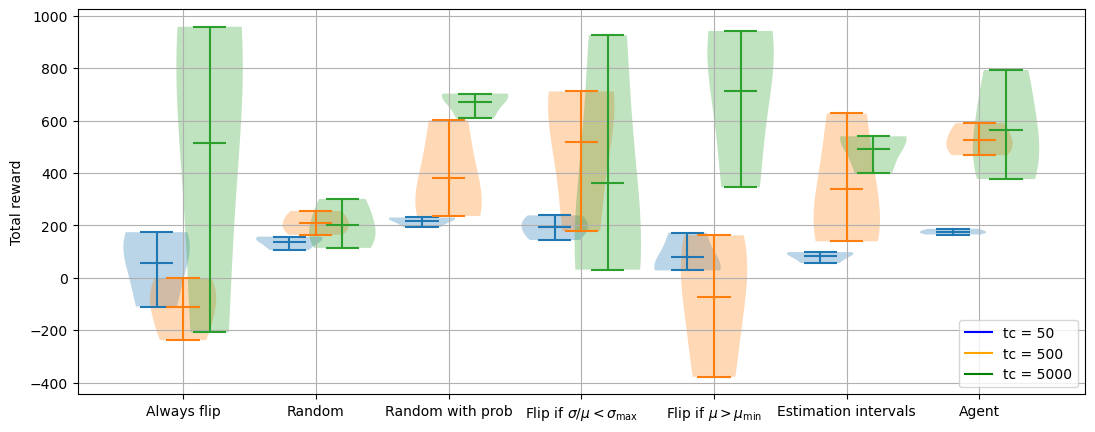 Total reward
1000
800
600
400
200
0
−200
−400
Always flip
Random
Random with prob
Flip if σ/μ < σmax
Flip if μ > μmin
Estimation intervals
Agent
tc = 50
tc = 500
tc = 5000